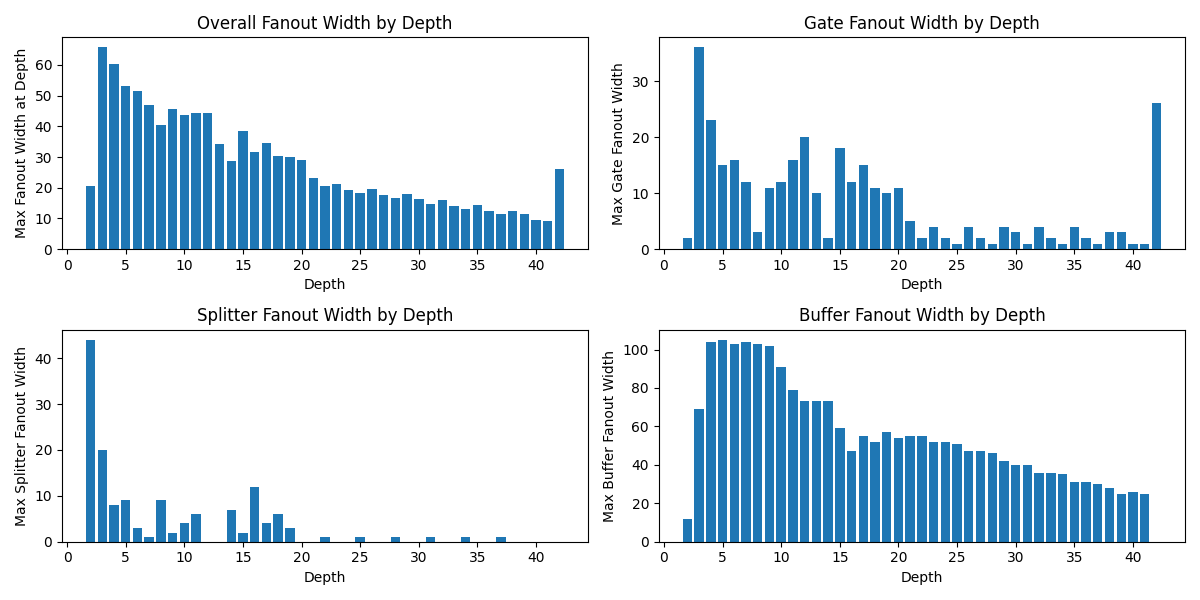 Overall Fanout Width by Depth
Max Fanout Width at Depth
60
50
40
30
20
10
0
0 5 10 15 20 25 30 35 40
Depth
Gate Fanout Width by Depth
Max Gate Fanout Width
30
20
10
0
0 5 10 15 20 25 30 35 40
Depth
Splitter Fanout Width by Depth
Max Splitter Fanout Width
40
30
20
10
0
0 5 10 15 20 25 30 35 40
Depth
Buffer Fanout Width by Depth
Max Buffer Fanout Width
100
80
60
40
20
0
0 5 10 15 20 25 30 35 40
Depth